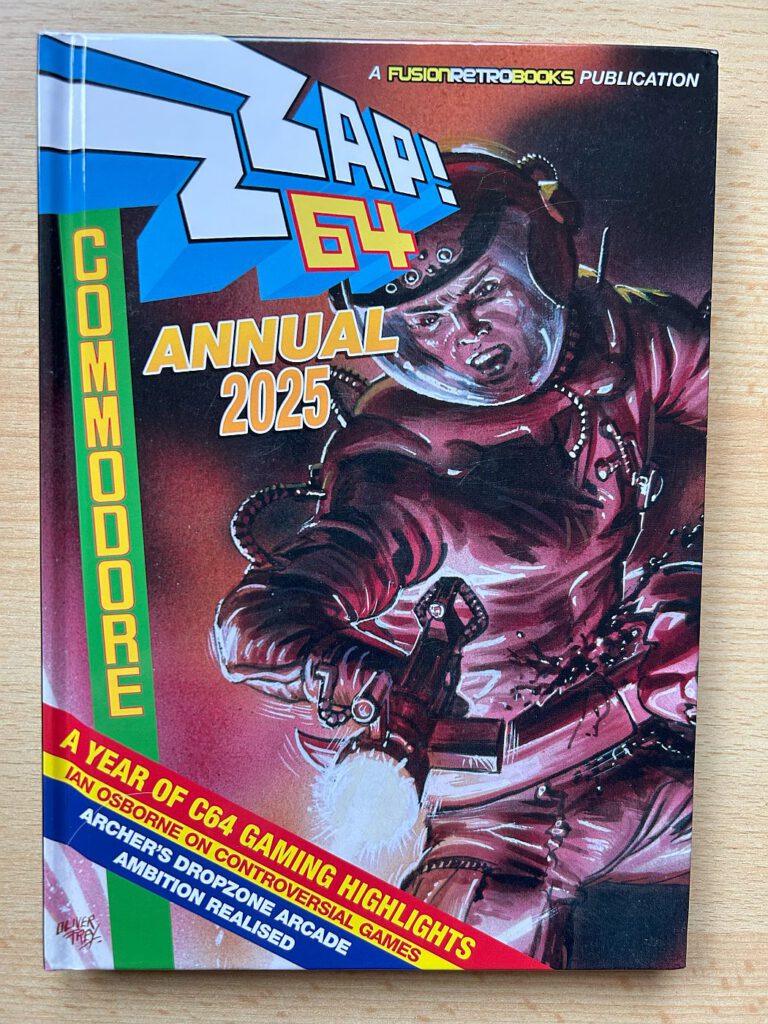 A FUSIONRETROBOOKS PUBLICATION
ZZAP!
64
COMMODORE
ANNUAL
2025
A YEAR OF C64 GAMING HIGHLIGHTS
IAN OSBORNE ON CONTROVERSIAL GAMES
ARCHER'S DROPZONE ARCADE
AMBITION REALISED
OLIVER
FREY